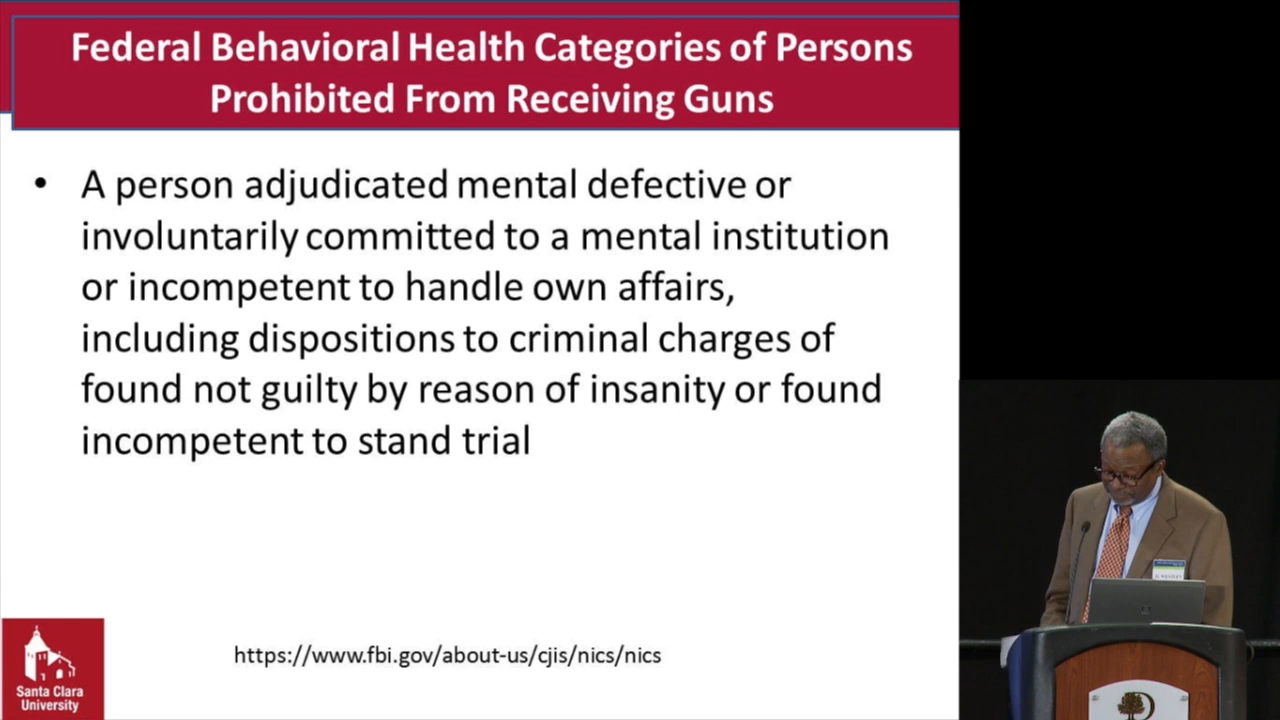 Federal Behavioral Health Categories of Persons
Prohibited From Receiving Guns
• A person adjudicated mental defective or
involuntarily committed to a mental institution
or incompetent to handle own affairs,
including dispositions to criminal charges of
found not guilty by reason of insanity or found
incompetent to stand trial
https://www.fbi.gov/about-us/cjis/nics/nics
Santa Clara
University
D